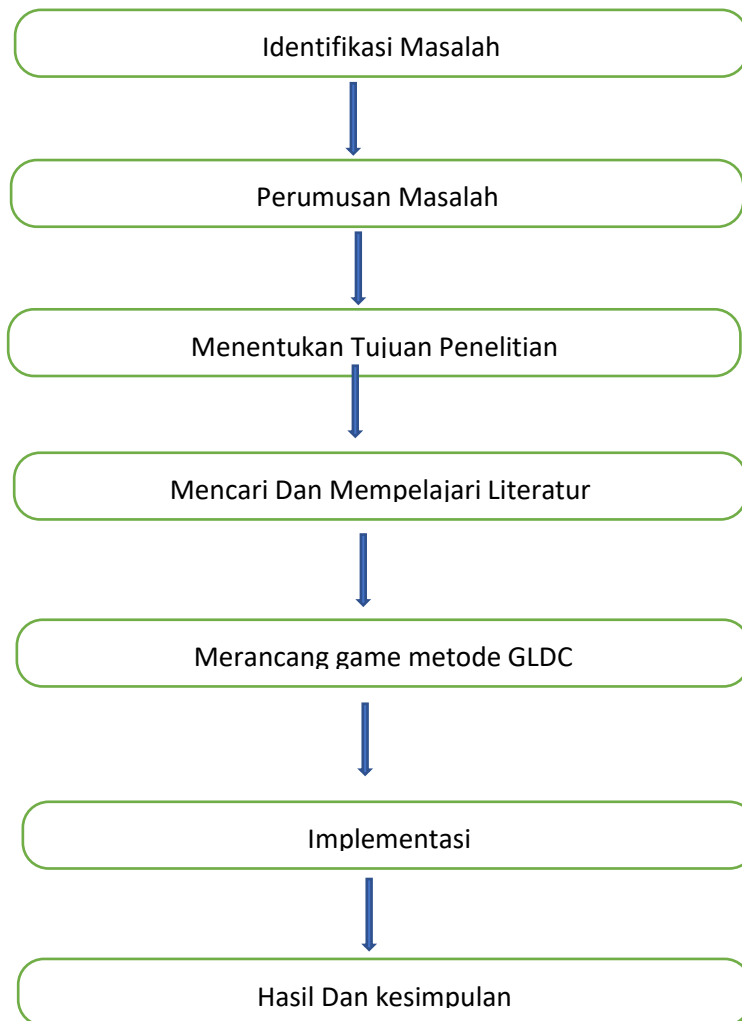 Identifikasi Masalah
Perumusan Masalah
Menentukan Tujuan Penelitian
Mencari Dan Mempelajari Literatur
Merancang game metode GLDC
Implementasi
Hasil Dan kesimpulan